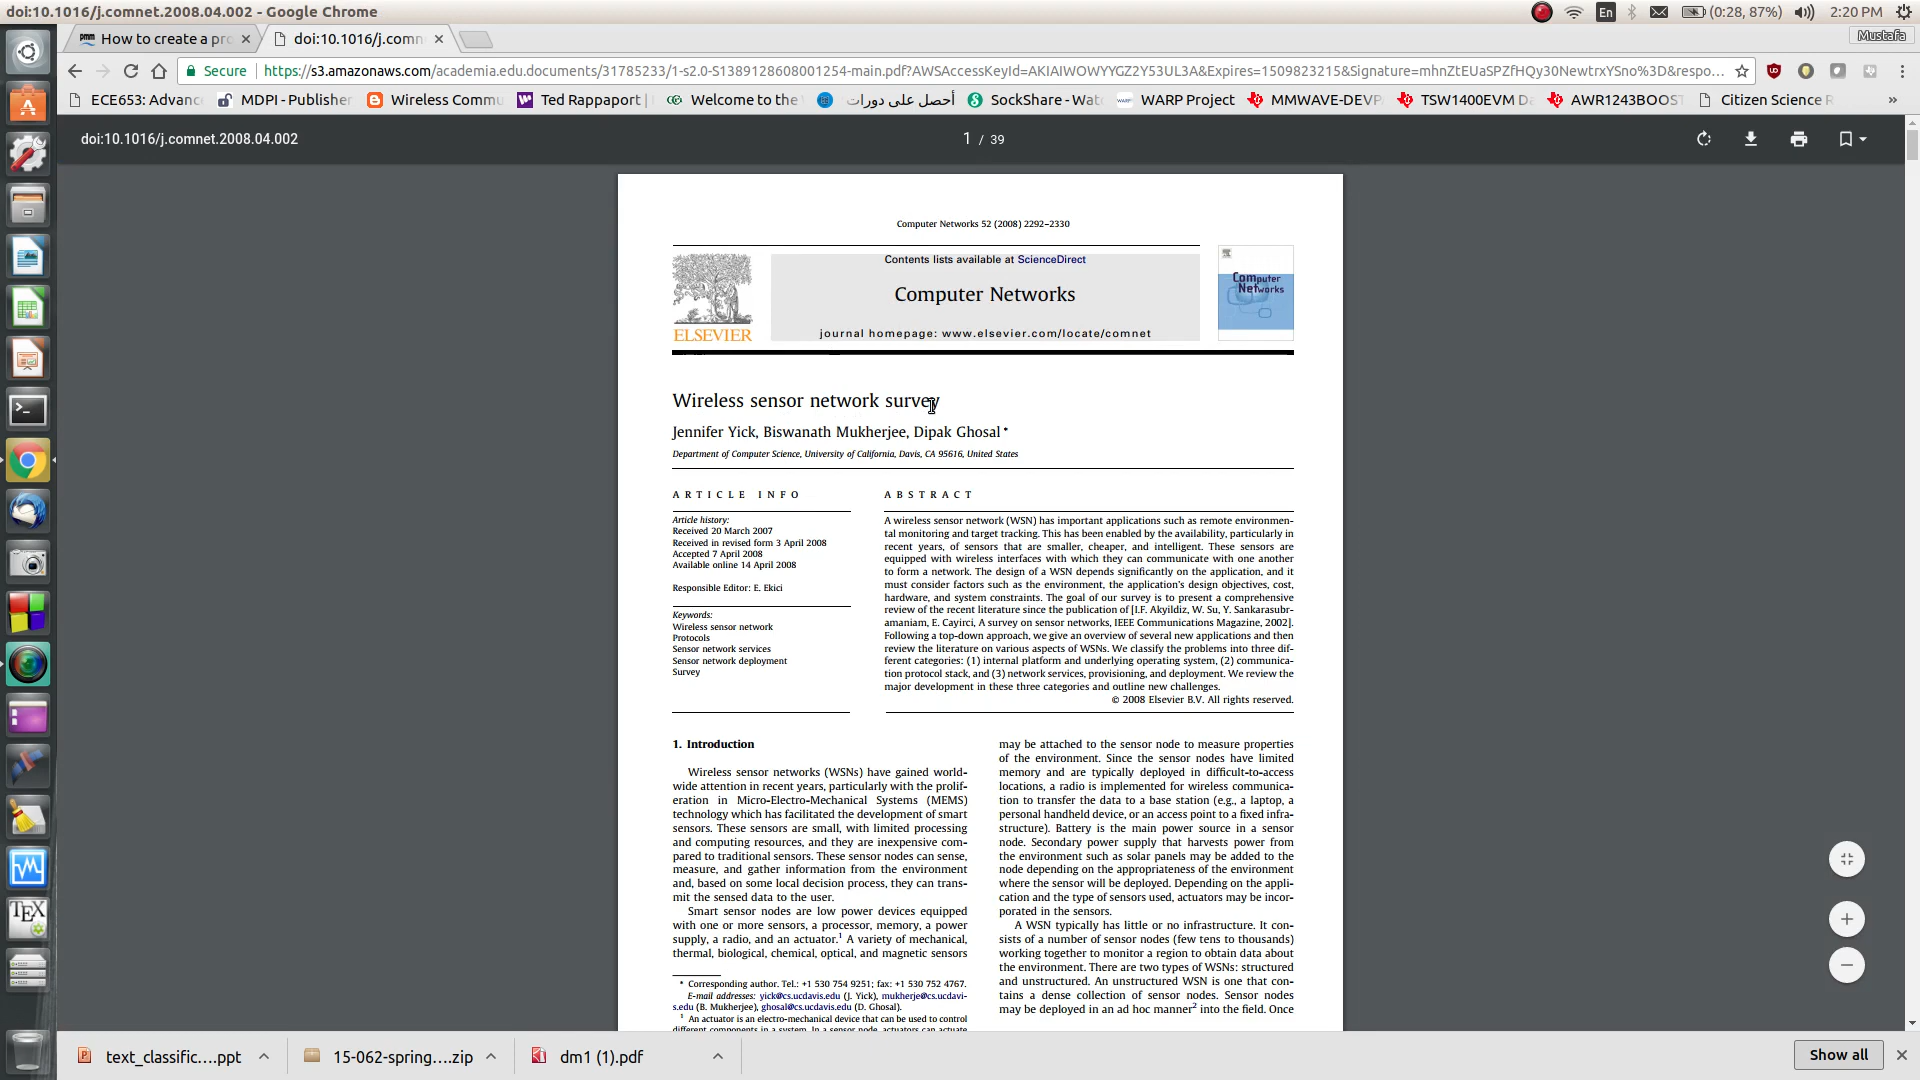 doi:10.1016/j.comnet.2008.04.002 - Google Chrome
En (0:28, 87%) 2:20 PM
How to create a pr
doi:10.1016/j.comn
Mustafa
Secure https://s3.amazonaws.com/academia.edu.documents/31785233/1-s2.0-S1389128608001254-main.pdf?AWSAccessKeyId=AKIAIWOWYYGZ2Y53UL3A&Expires=1509823215&Signature=mhnZtEUaSPZfHQy30NewtrxYSno%3D&respo...
ECE653: Advanc MDPI - Publisher Wireless Commu Ted Rappaport | Welcome to the أحصل على دورات SockShare - Wat WARP Project MMWAVE-DEVP TSW1400EVM Da AWR1243BOOST Citizen Science R »
doi:10.1016/j.comnet.2008.04.002 1 / 39
Computer Networks 52 (2008) 2292–2330
Contents lists available at ScienceDirect
Computer Networks
journal homepage: www.elsevier.com/locate/comnet
ELSEVIER
Computer
Networks
Wireless sensor network survey
Jennifer Yick, Biswanath Mukherjee, Dipak Ghosal *
Department of Computer Science, University of California, Davis, CA 95616, United States
ARTICLE INFO
Article history:
Received 20 March 2007
Received in revised form 3 April 2008
Accepted 7 April 2008
Available online 14 April 2008
Responsible Editor: E. Ekici
Keywords:
Wireless sensor network
Protocols
Sensor network services
Sensor network deployment
Survey
ABSTRACT
A wireless sensor network (WSN) has important applications such as remote environmen-
tal monitoring and target tracking. This has been enabled by the availability, particularly in
recent years, of sensors that are smaller, cheaper, and intelligent. These sensors are
equipped with wireless interfaces with which they can communicate with one another
to form a network. The design of a WSN depends significantly on the application, and it
must consider factors such as the environment, the application's design objectives, cost,
hardware, and system constraints. The goal of our survey is to present a comprehensive
review of the recent literature since the publication of [I.F. Akyildiz, W. Su, Y. Sankarasubr-
amaniam, E. Cayirci, A survey on sensor networks, IEEE Communications Magazine, 2002].
Following a top-down approach, we give an overview of several new applications and then
review the literature on various aspects of WSNs. We classify the problems into three dif-
ferent categories: (1) internal platform and underlying operating system, (2) communica-
tion protocol stack, and (3) network services, provisioning, and deployment. We review the
major development in these three categories and outline new challenges.
© 2008 Elsevier B.V. All rights reserved.
1. Introduction
Wireless sensor networks (WSNs) have gained world-
wide attention in recent years, particularly with the prolif-
eration in Micro-Electro-Mechanical Systems (MEMS)
technology which has facilitated the development of smart
sensors. These sensors are small, with limited processing
and computing resources, and they are inexpensive com-
pared to traditional sensors. These sensor nodes can sense,
measure, and gather information from the environment
and, based on some local decision process, they can trans-
mit the sensed data to the user.
Smart sensor nodes are low power devices equipped
with one or more sensors, a processor, memory, a power
supply, a radio, and an actuator.1 A variety of mechanical,
thermal, biological, chemical, optical, and magnetic sensors
* Corresponding author. Tel.: +1 530 754 9251; fax: +1 530 752 4767.
E-mail addresses: yick@cs.ucdavis.edu (J. Yick), mukherje@cs.ucdavi-
s.edu (B. Mukherjee), ghosal@cs.ucdavis.edu (D. Ghosal).
1 An actuator is an electro-mechanical device that can be used to control
different components in a system. In a sensor node, actuators can actuate
may be attached to the sensor node to measure properties
of the environment. Since the sensor nodes have limited
memory and are typically deployed in difficult-to-access
locations, a radio is implemented for wireless communica-
tion to transfer the data to a base station (e.g., a laptop, a
personal handheld device, or an access point to a fixed infra-
structure). Battery is the main power source in a sensor
node. Secondary power supply that harvests power from
the environment such as solar panels may be added to the
node depending on the appropriateness of the environment
where the sensor will be deployed. Depending on the appli-
cation and the type of sensors used, actuators may be incor-
porated in the sensors.
A WSN typically has little or no infrastructure. It con-
sists of a number of sensor nodes (few tens to thousands)
working together to monitor a region to obtain data about
the environment. There are two types of WSNs: structured
and unstructured. An unstructured WSN is one that con-
tains a dense collection of sensor nodes. Sensor nodes
may be deployed in an ad hoc manner2 into the field. Once
TEX
text_classific....ppt 15-062-spring....zip dm1 (1).pdf Show all